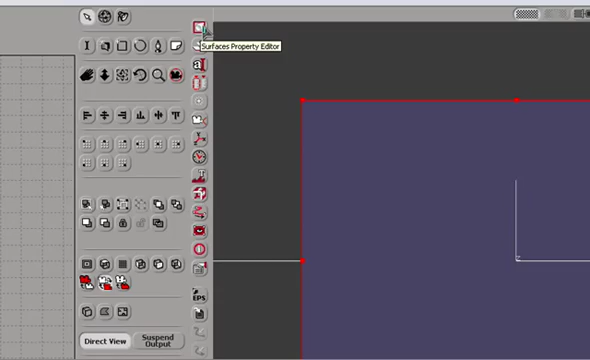 Surfaces Property Editor
a
EPS
Direct View
Suspend
Output